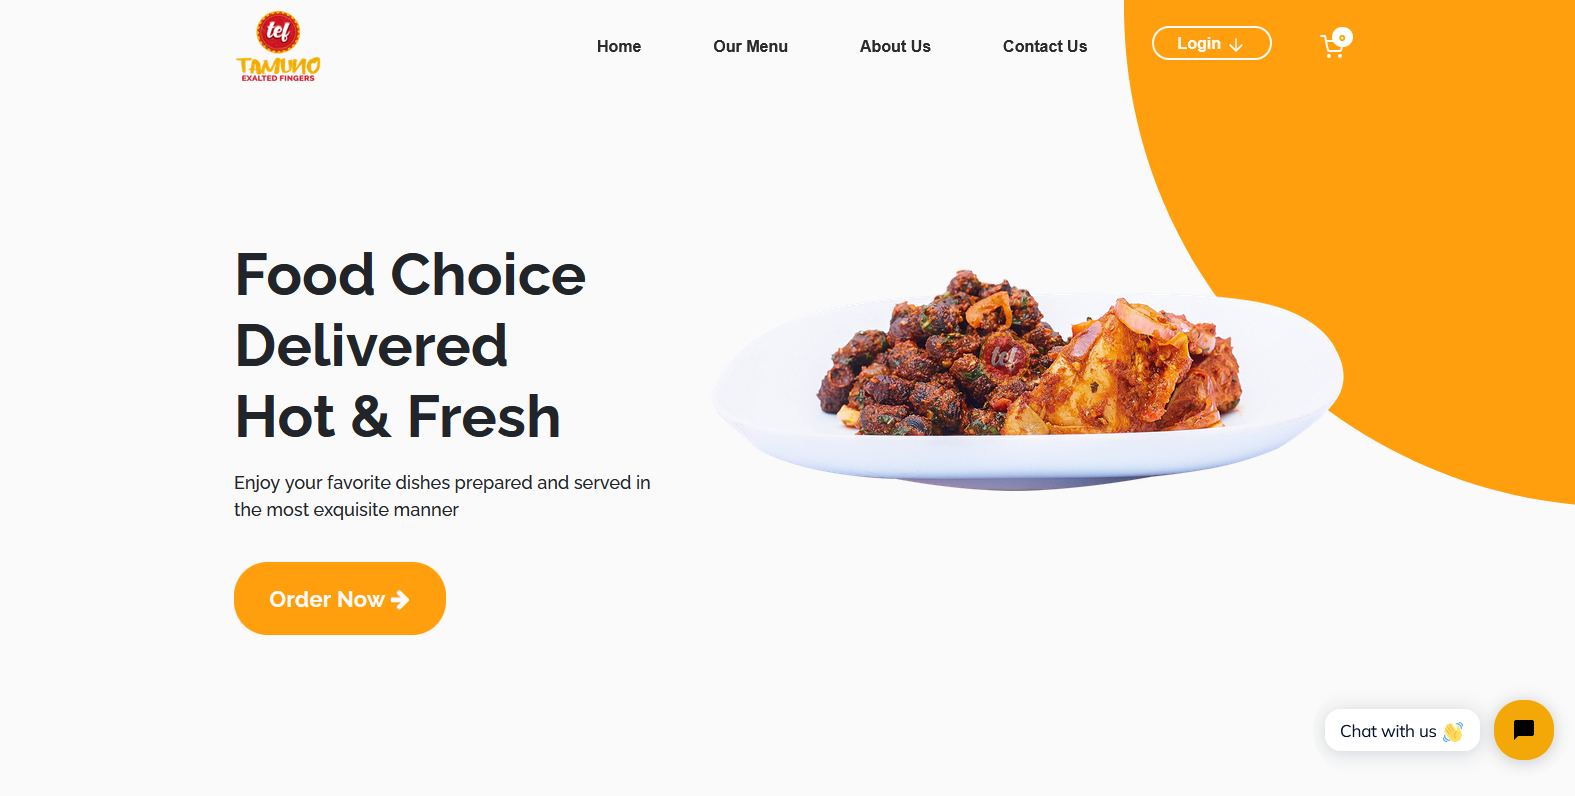 tef
TAMUNO
EXALTED FINGERS
Home
Our Menu
About Us
Contact Us
Login
0
Food Choice
Delivered
Hot & Fresh
Enjoy your favorite dishes prepared and served in
the most exquisite manner
Order Now
tef
Chat with us